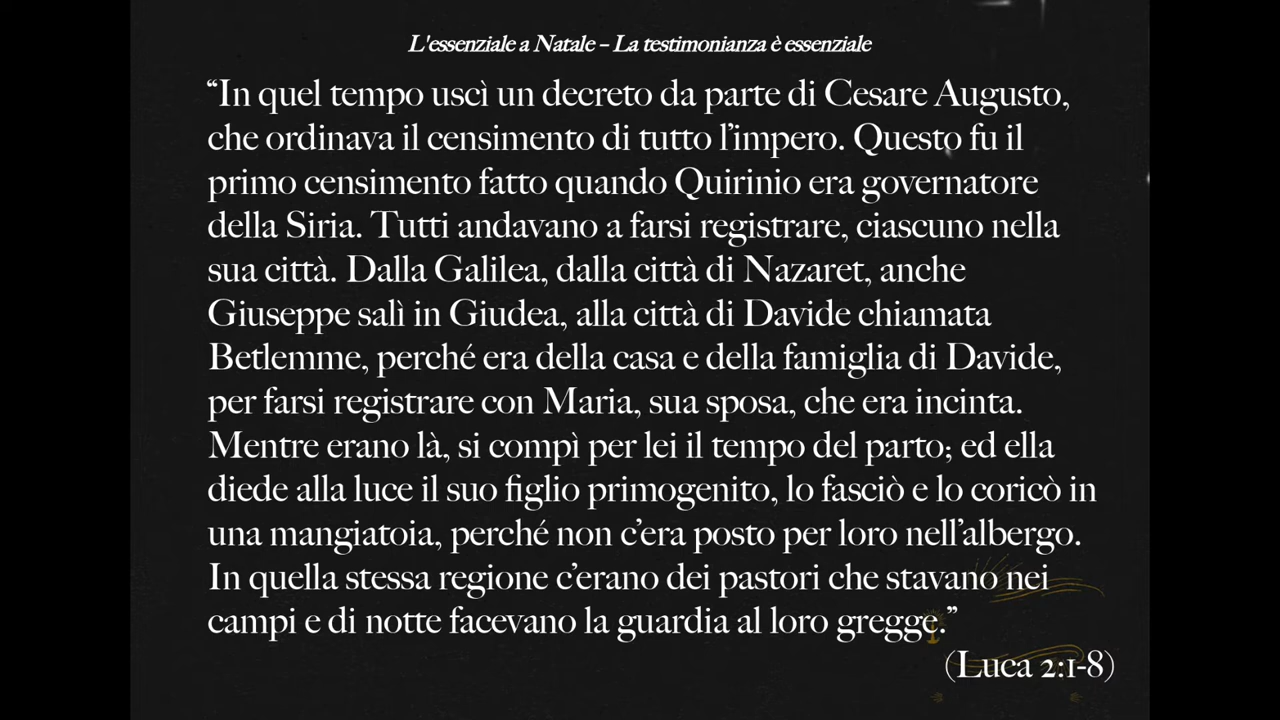 L'essenziale a Natale – La testimonianza è essenziale
“In quel tempo uscì un decreto da parte di Cesare Augusto,
che ordinava il censimento di tutto l’impero. Questo fu il
primo censimento fatto quando Quirinio era governatore
della Siria. Tutti andavano a farsi registrare, ciascuno nella
sua città. Dalla Galilea, dalla città di Nazaret, anche
Giuseppe salì in Giudea, alla città di Davide chiamata
Betlemme, perché era della casa e della famiglia di Davide,
per farsi registrare con Maria, sua sposa, che era incinta.
Mentre erano là, si compì per lei il tempo del parto; ed ella
diede alla luce il suo figlio primogenito, lo fasciò e lo coricò in
una mangiatoia, perché non c’era posto per loro nell’albergo.
In quella stessa regione c’erano dei pastori che stavano nei
campi e di notte facevano la guardia al loro gregge.”
(Luca 2:1-8)